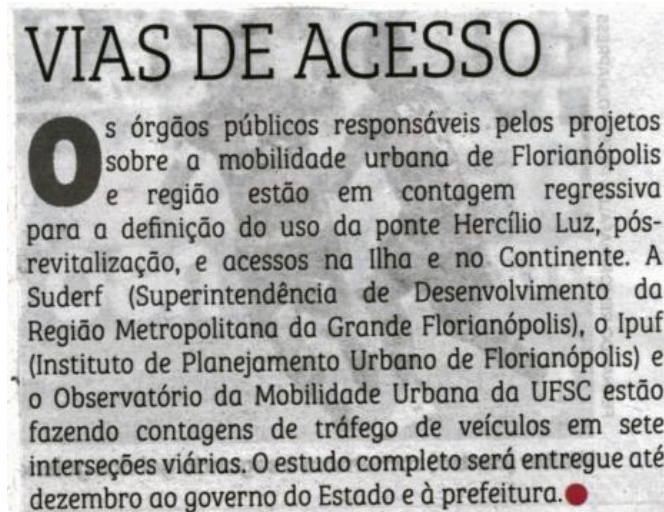 VIAS DE ACESSO
Os órgãos públicos responsáveis pelos projetos
sobre a mobilidade urbana de Florianópolis
e região estão em contagem regressiva
para a definição do uso da ponte Hercílio Luz, pós-
revitalização, e acessos na Ilha e no Continente. A
Suderf (Superintendência de Desenvolvimento da
Região Metropolitana da Grande Florianópolis), o Ipuf
(Instituto de Planejamento Urbano de Florianópolis) e
o Observatório da Mobilidade Urbana da UFSC estão
fazendo contagens de tráfego de veículos em sete
interseções viárias. O estudo completo será entregue até
dezembro ao governo do Estado e à prefeitura.